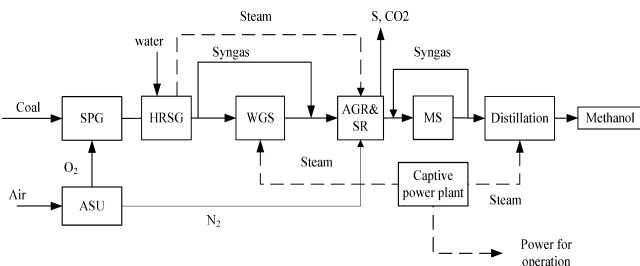 Steam
S, CO2
water
Syngas
Syngas
Coal
SPG
HRSG
WGS
AGR&
SR
MS
Distillation
Methanol
O2
Steam
Captive
power plant
Steam
Air
ASU
N2
Power for
operation